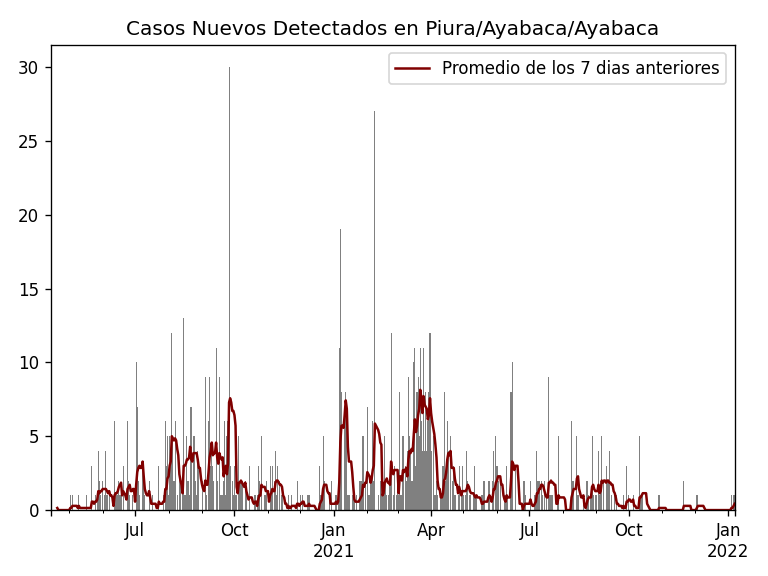 Casos Nuevos Detectados en Piura/Ayabaca/Ayabaca
Promedio de los 7 dias anteriores
30
25
20
15
10
5
0
Jul
Oct
Jan
2021
Apr
Jul
Oct
Jan
2022